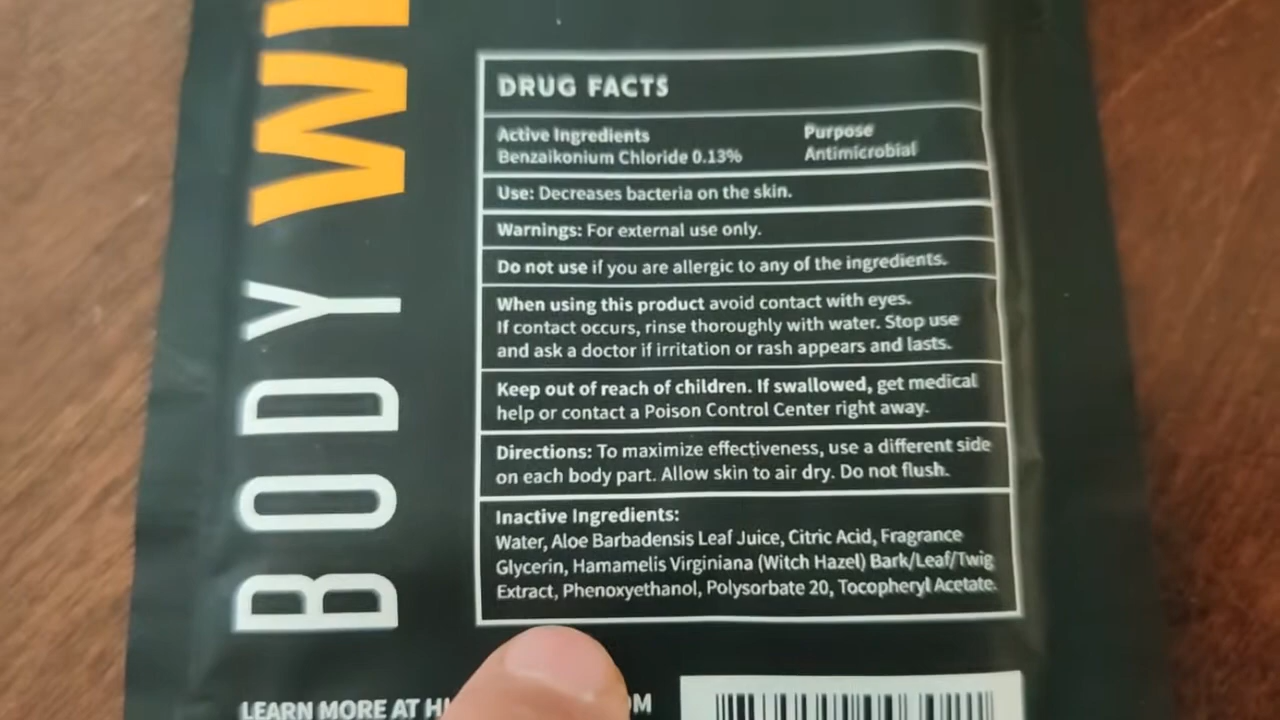 BODY
DRUG FACTS
Active Ingredients Purpose
Benzaikonium Chloride 0.13% Antimicrobial
Use: Decreases bacteria on the skin.
Warnings: For external use only.
Do not use if you are allergic to any of the ingredients.
When using this product avoid contact with eyes.
If contact occurs, rinse thoroughly with water. Stop use
and ask a doctor if irritation or rash appears and lasts.
Keep out of reach of children. If swallowed, get medical
help or contact a Poison Control Center right away.
Directions: To maximize effectiveness, use a different side
on each body part. Allow skin to air dry. Do not flush.
Inactive Ingredients:
Water, Aloe Barbadensis Leaf Juice, Citric Acid, Fragrance
Glycerin, Hamamelis Virginiana (Witch Hazel) Bark/Leaf/Twig
Extract, Phenoxyethanol, Polysorbate 20, Tocopheryl Acetate.
LEARN MORE AT